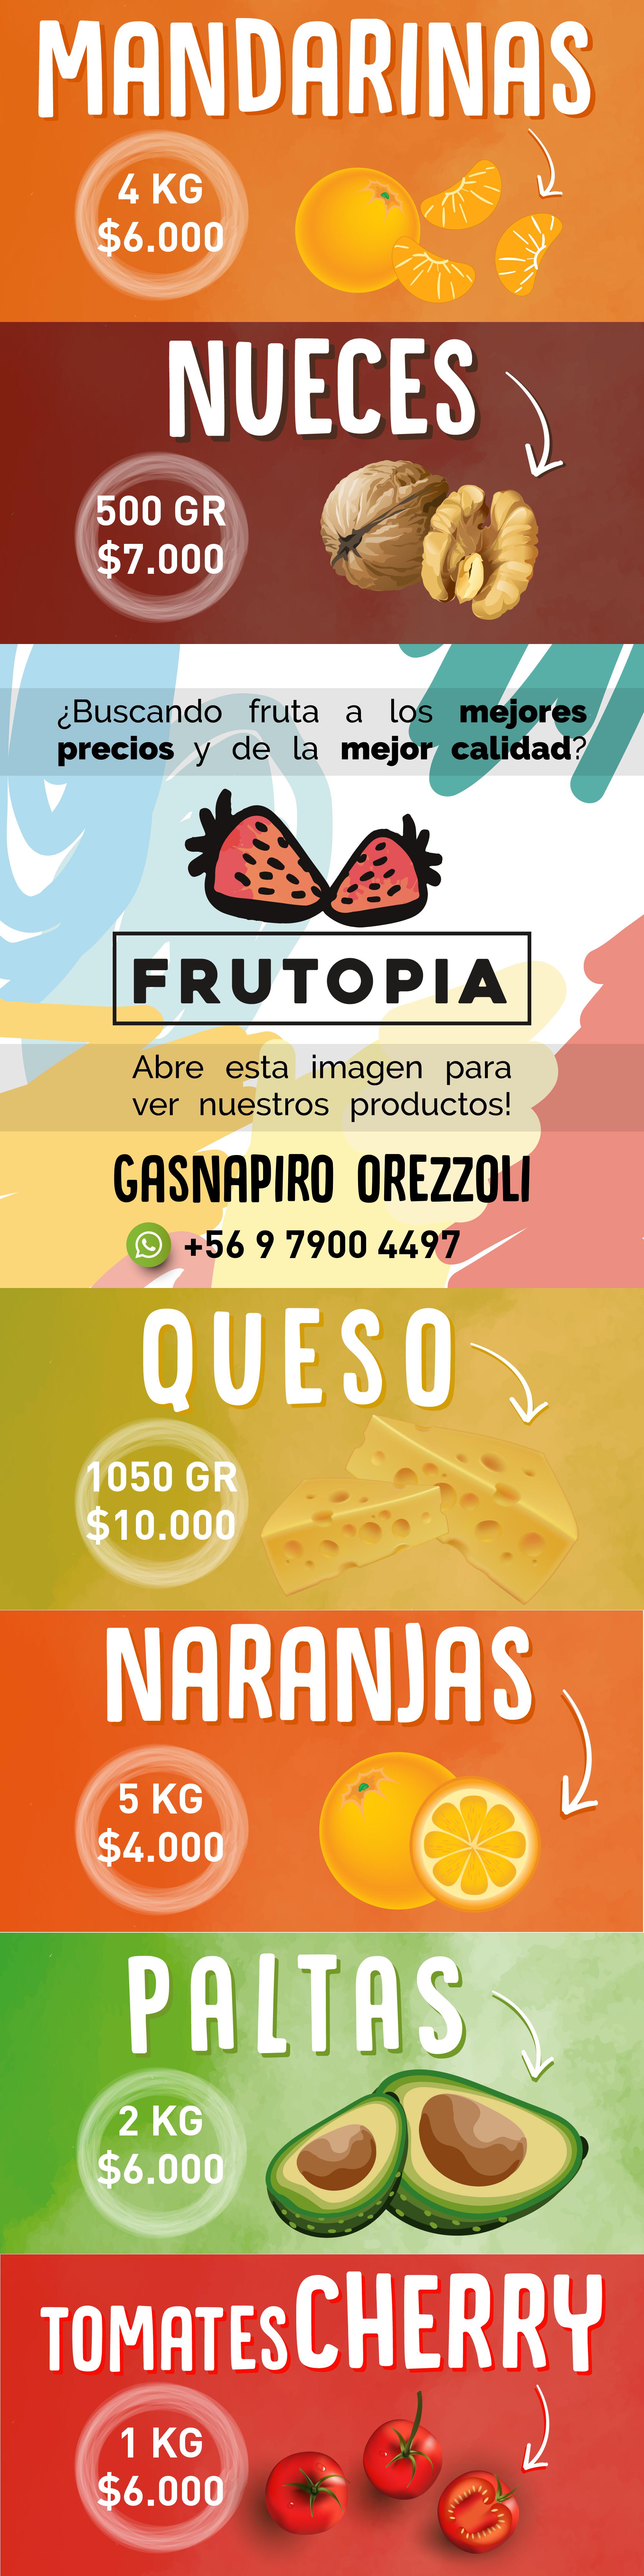 MANDARINAS
4 KG
$6.000
NUECES
500 GR
$7.000
¿Buscando fruta a los mejores
precios y de la mejor calidad?
FRUTOPIA
Abre esta imagen para
ver nuestros productos!
GASNAPIRO OREZZOLI
+56 9 7900 4497
QUESO
1050 GR
$10.000
NARANJAS
5 KG
$4.000
PALTAS
2 KG
$6.000
TOMATES CHERRY
1 KG
$6.000